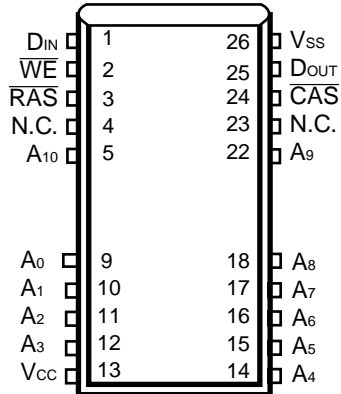 DIN 1 26 VSS
WE 2 25 DOUT
RAS 3 24 CAS
N.C. 4 23 N.C.
A10 5 22 A9
A0 9 18 A8
A1 10 17 A7
A2 11 16 A6
A3 12 15 A5
VCC 13 14 A4